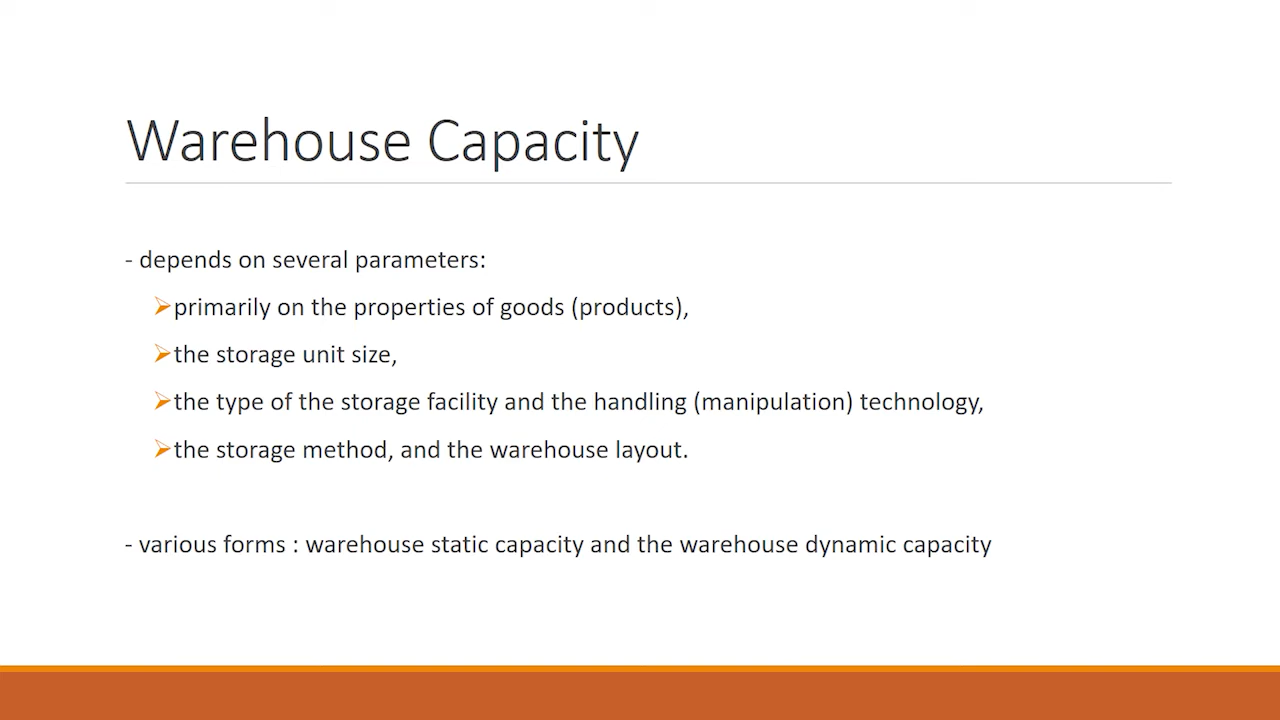 Warehouse Capacity
- depends on several parameters:
primarily on the properties of goods (products),
the storage unit size,
the type of the storage facility and the handling (manipulation) technology,
the storage method, and the warehouse layout.
- various forms : warehouse static capacity and the warehouse dynamic capacity